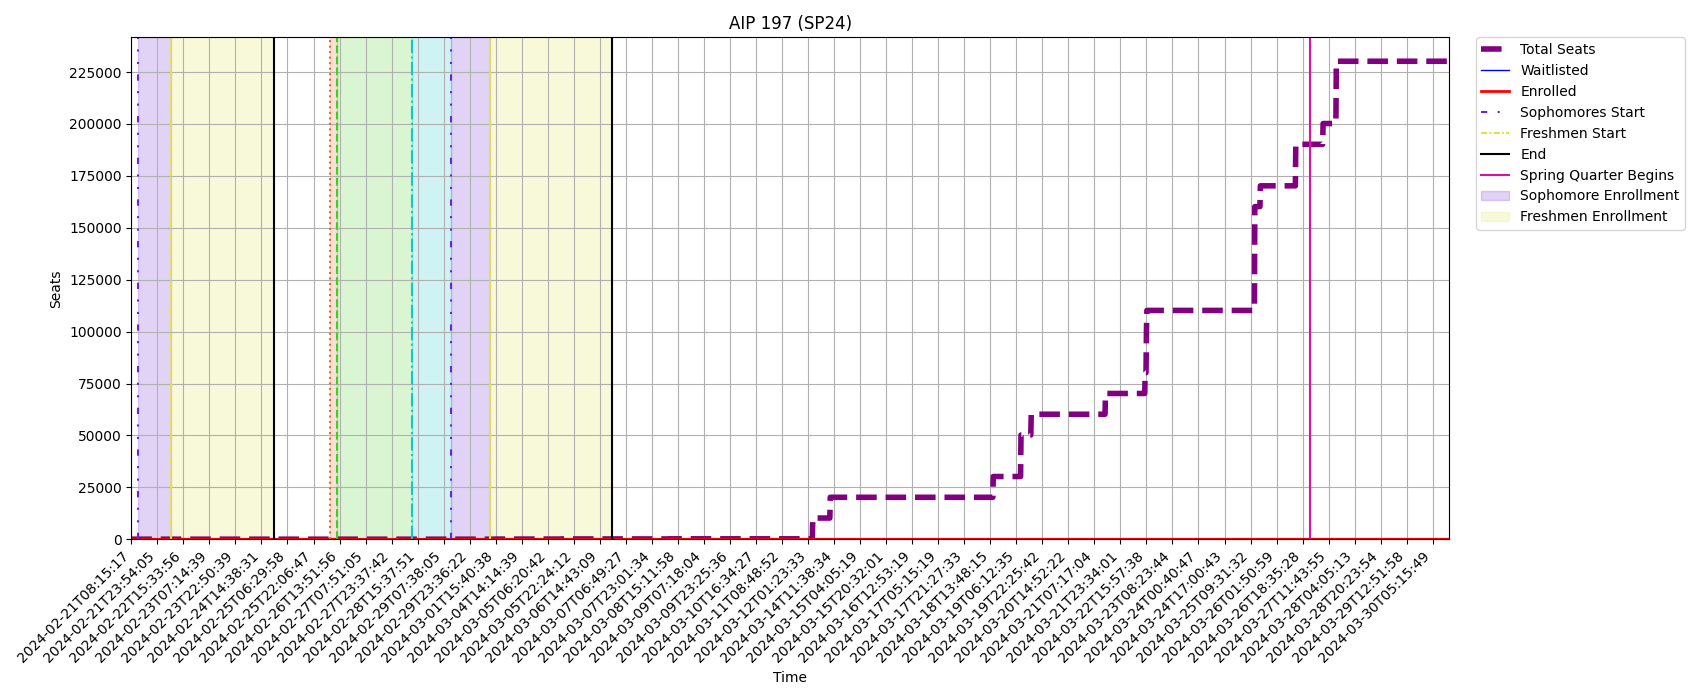 AIP 197 (SP24)
Seats
225000
200000
175000
150000
125000
100000
75000
50000
25000
0
2024-02-21T08:15:17
2024-02-21T23:54:05
2024-02-22T15:33:56
2024-02-23T07:14:39
2024-02-23T22:50:39
2024-02-24T14:38:31
2024-02-25T06:29:58
2024-02-25T22:06:47
2024-02-26T13:51:56
2024-02-27T07:51:05
2024-02-27T23:37:42
2024-02-28T15:37:51
2024-02-29T07:38:05
2024-02-29T23:36:22
2024-03-01T15:40:38
2024-03-04T14:14:39
2024-03-05T06:20:42
2024-03-05T22:24:12
2024-03-06T14:43:09
2024-03-07T06:49:27
2024-03-07T23:01:34
2024-03-08T15:11:58
2024-03-09T07:18:04
2024-03-09T23:25:36
2024-03-10T16:34:27
2024-03-11T08:48:52
2024-03-12T01:23:33
2024-03-14T11:38:34
2024-03-15T04:05:19
2024-03-15T20:32:01
2024-03-16T12:53:19
2024-03-17T05:15:19
2024-03-17T21:27:33
2024-03-18T13:48:15
2024-03-19T06:12:35
2024-03-19T22:25:42
2024-03-20T14:52:22
2024-03-21T07:17:04
2024-03-21T23:34:01
2024-03-22T15:57:38
2024-03-23T08:23:44
2024-03-24T00:40:47
2024-03-24T17:00:43
2024-03-25T09:31:32
2024-03-26T01:50:59
2024-03-26T18:35:28
2024-03-27T11:43:55
2024-03-28T04:05:13
2024-03-28T20:23:54
2024-03-29T12:51:58
2024-03-30T05:15:49
Time
Total Seats
Waitlisted
Enrolled
Sophomores Start
Freshmen Start
End
Spring Quarter Begins
Sophomore Enrollment
Freshmen Enrollment